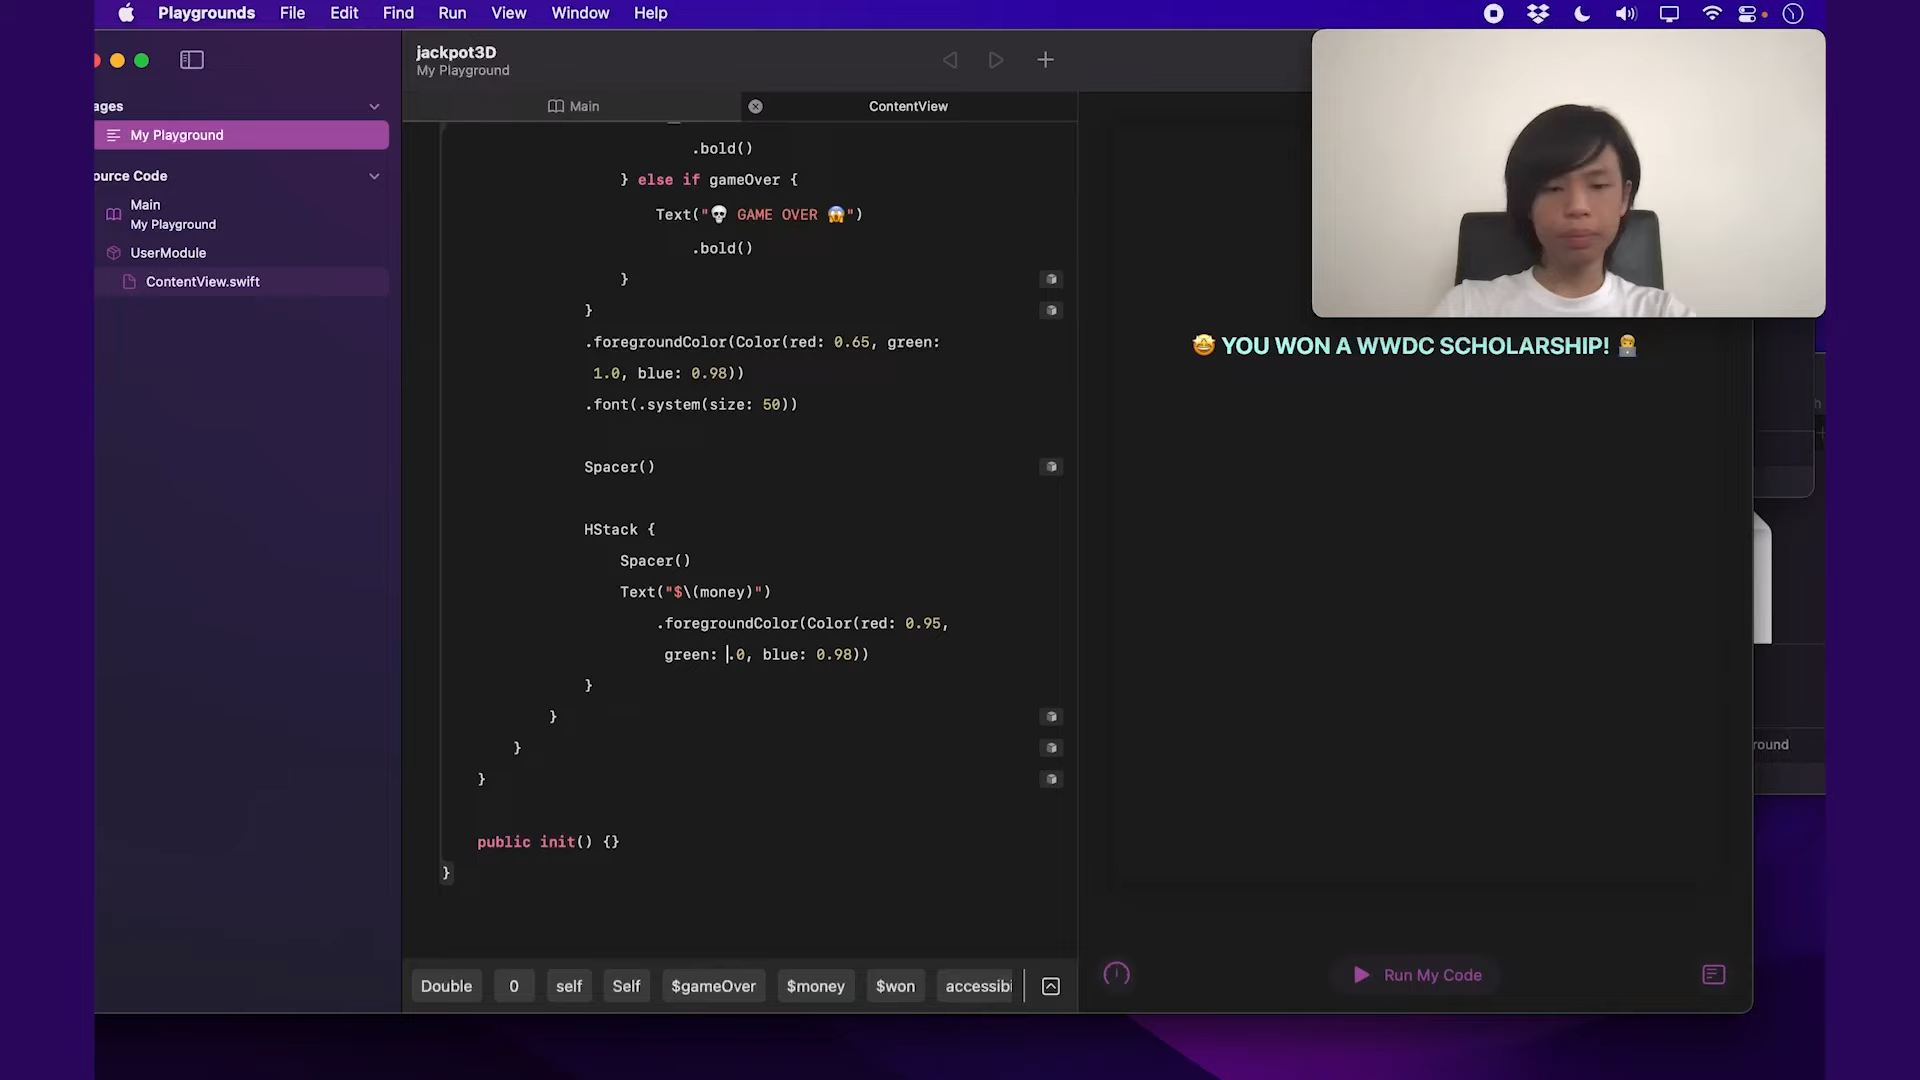 Playgrounds File Edit Find Run View Window Help
jackpot3D
My Playground
ages
My Playground
ource Code
Main
My Playground
UserModule
ContentView.swift
Main
ContentView
.bold()
} else if gameOver {
Text("💀 GAME OVER 😱")
.bold()
}
}
.foregroundColor(Color(red: 0.65, green:
1.0, blue: 0.98))
.font(.system(size: 50))
Spacer()
HStack {
Spacer()
Text("$\(money)")
.foregroundColor(Color(red: 0.95,
green: .0, blue: 0.98))
}
}
}
}
public init() {}
}
Double 0 self Self $gameOver $money $won accessibi
🤩 YOU WON A WWDC SCHOLARSHIP! 👨‍💻
Run My Code
h
round